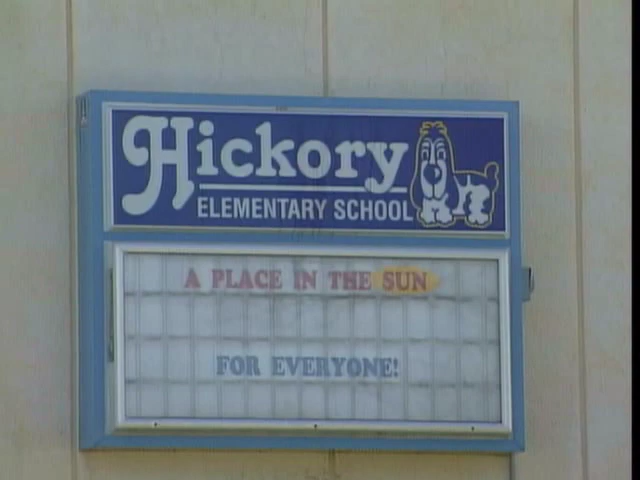 Hickory
ELEMENTARY SCHOOL
A PLACE IN THE SUN
FOR EVERYONE!